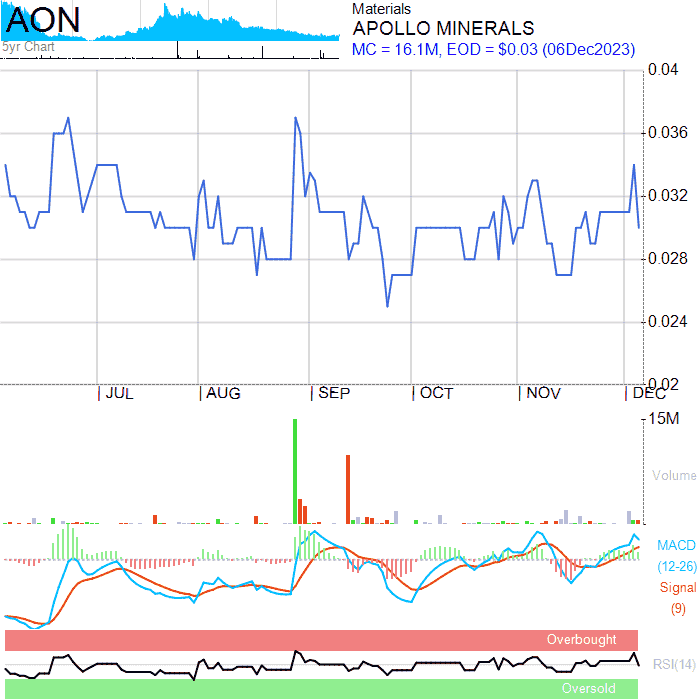 AON
5yr Chart
Materials
APOLLO MINERALS
MC = 16.1M, EOD = $0.03 (06Dec2023)
0.04
0.036
0.032
0.028
0.024
0.02
JUL AUG SEP OCT NOV DEC
15M
Volume
MACD
(12-26)
Signal
(9)
Overbought
RSI(14)
Oversold